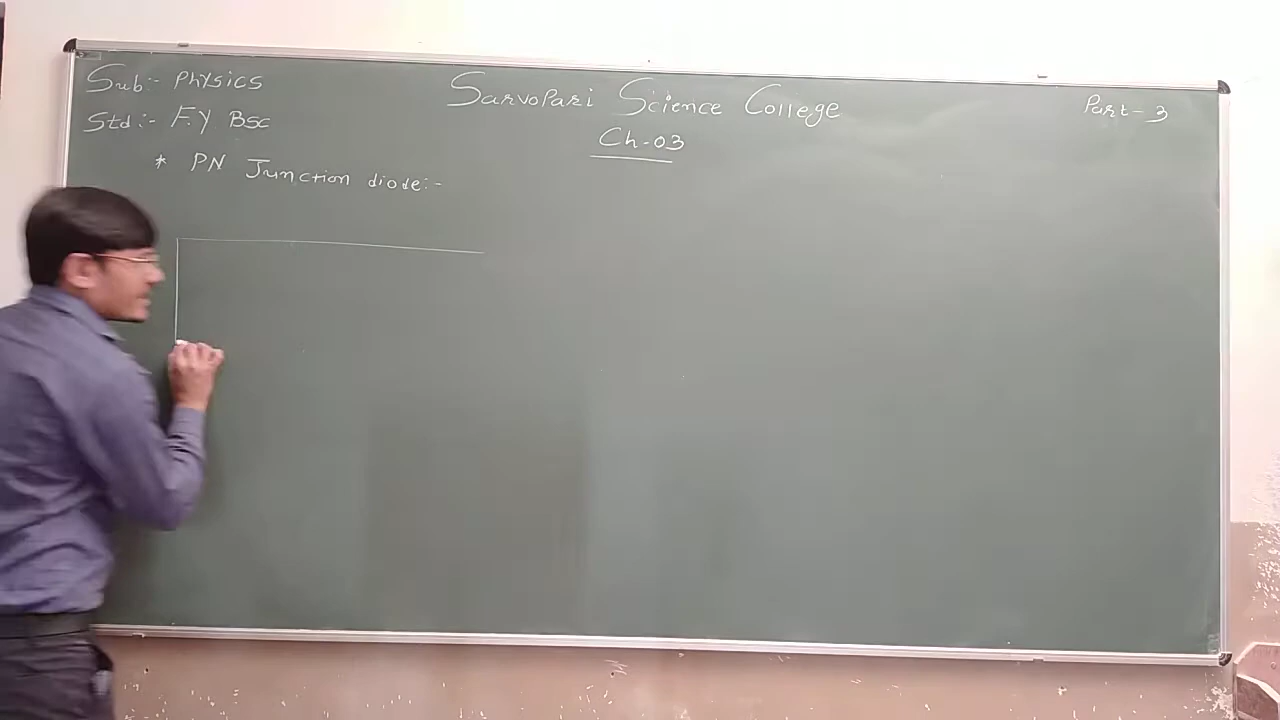 Sub:- Physics
Sarvopari Science College
Part-3
Std:- F.Y BSc
Ch-03
* PN Junction diode:-